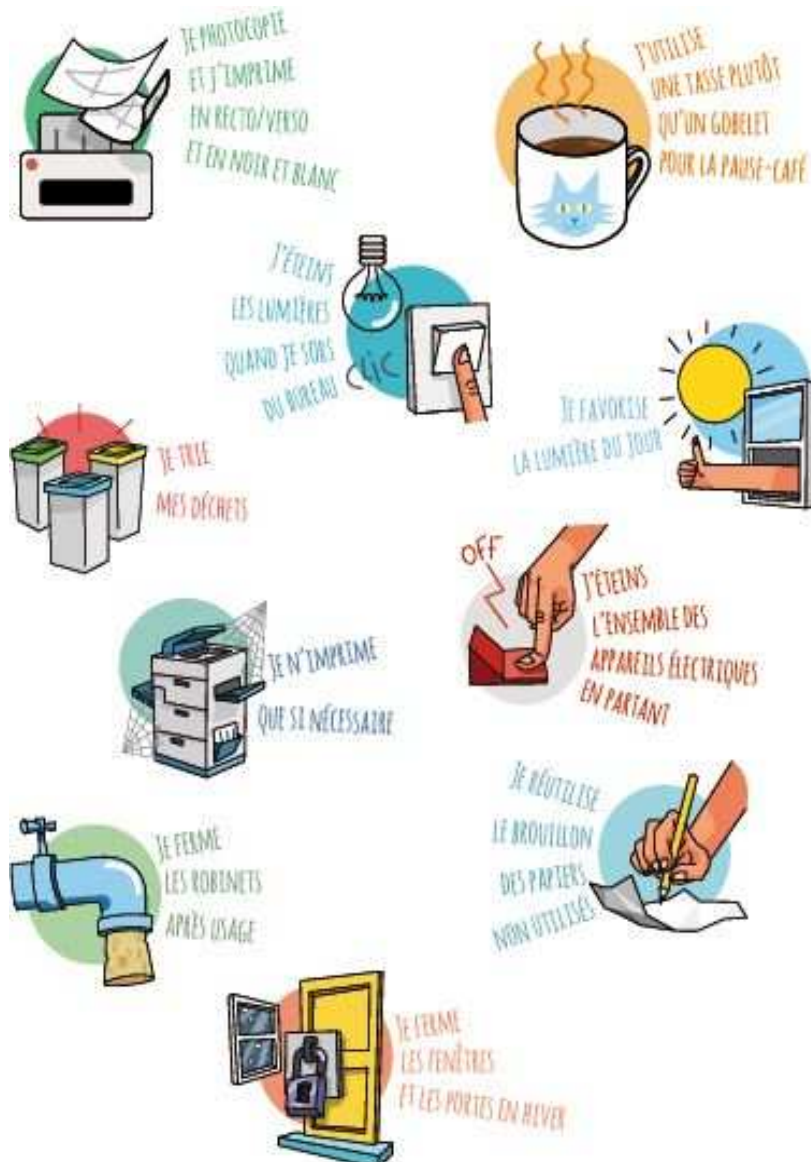 JE PHOTOCOPIE
ET J'IMPRIME
EN RECTO/VERSO
ET EN NOIR ET BLANC
J'UTILISE
UNE TASSE PLUTÔT
QU'UN GOBELET
POUR LA PAUSE-CAFÉ
J'ÉTEINS
LES LUMIÈRES
QUAND JE SORS
DU BUREAU
CLIC
JE FAVORISE
LA LUMIÈRE DU JOUR
JE TRIE
MES DÉCHETS
OFF
J'ÉTEINS
L'ENSEMBLE DES
APPAREILS ÉLECTRIQUES
EN PARTANT
JE N'IMPRIME
QUE SI NÉCESSAIRE
JE RÉUTILISE
LE BROUILLON
DES PAPIERS
NON UTILISÉS
JE FERME
LES ROBINETS
APRÈS USAGE
JE FERME
LES FENÊTRES
ET LES PORTES EN HIVER